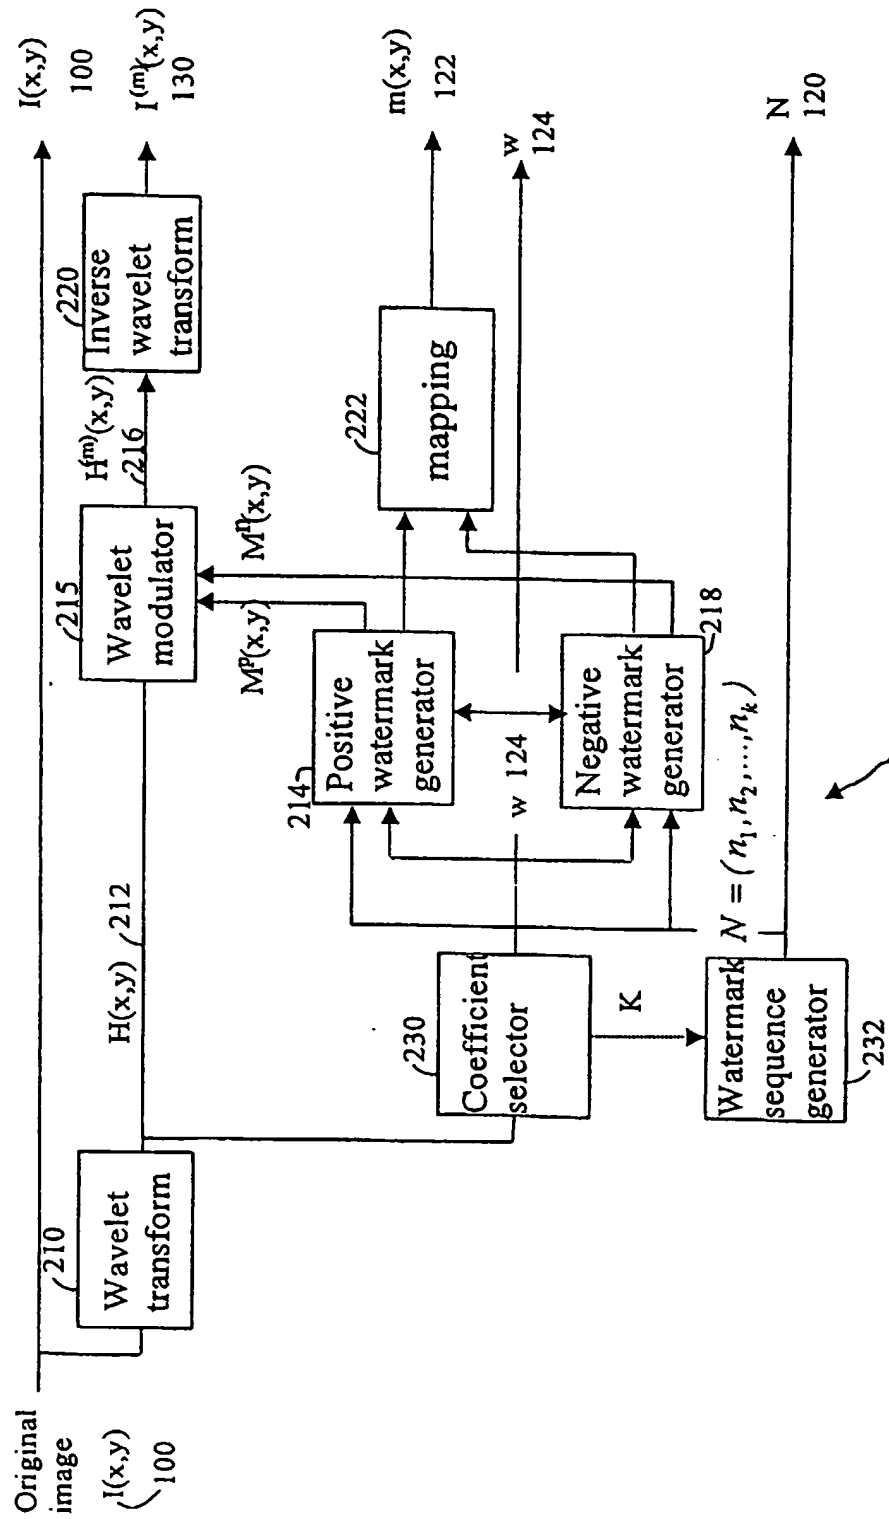 Original
image
I(x,y)
100
210
Wavelet
transform
H(x,y)
212
215
Wavelet
modulator
H(m)(x,y)
216
220
Inverse
wavelet
transform
I(x,y)
100
I(m)(x,y)
130
Mp(x,y)
Mn(x,y)
214
Positive
watermark
generator
222
mapping
m(x,y)
122
230
Coefficient
selector
w 124
w
124
Negative
watermark
generator
218
K
Watermark
sequence
generator
232
N = (n1, n2,...,nk)
N
120